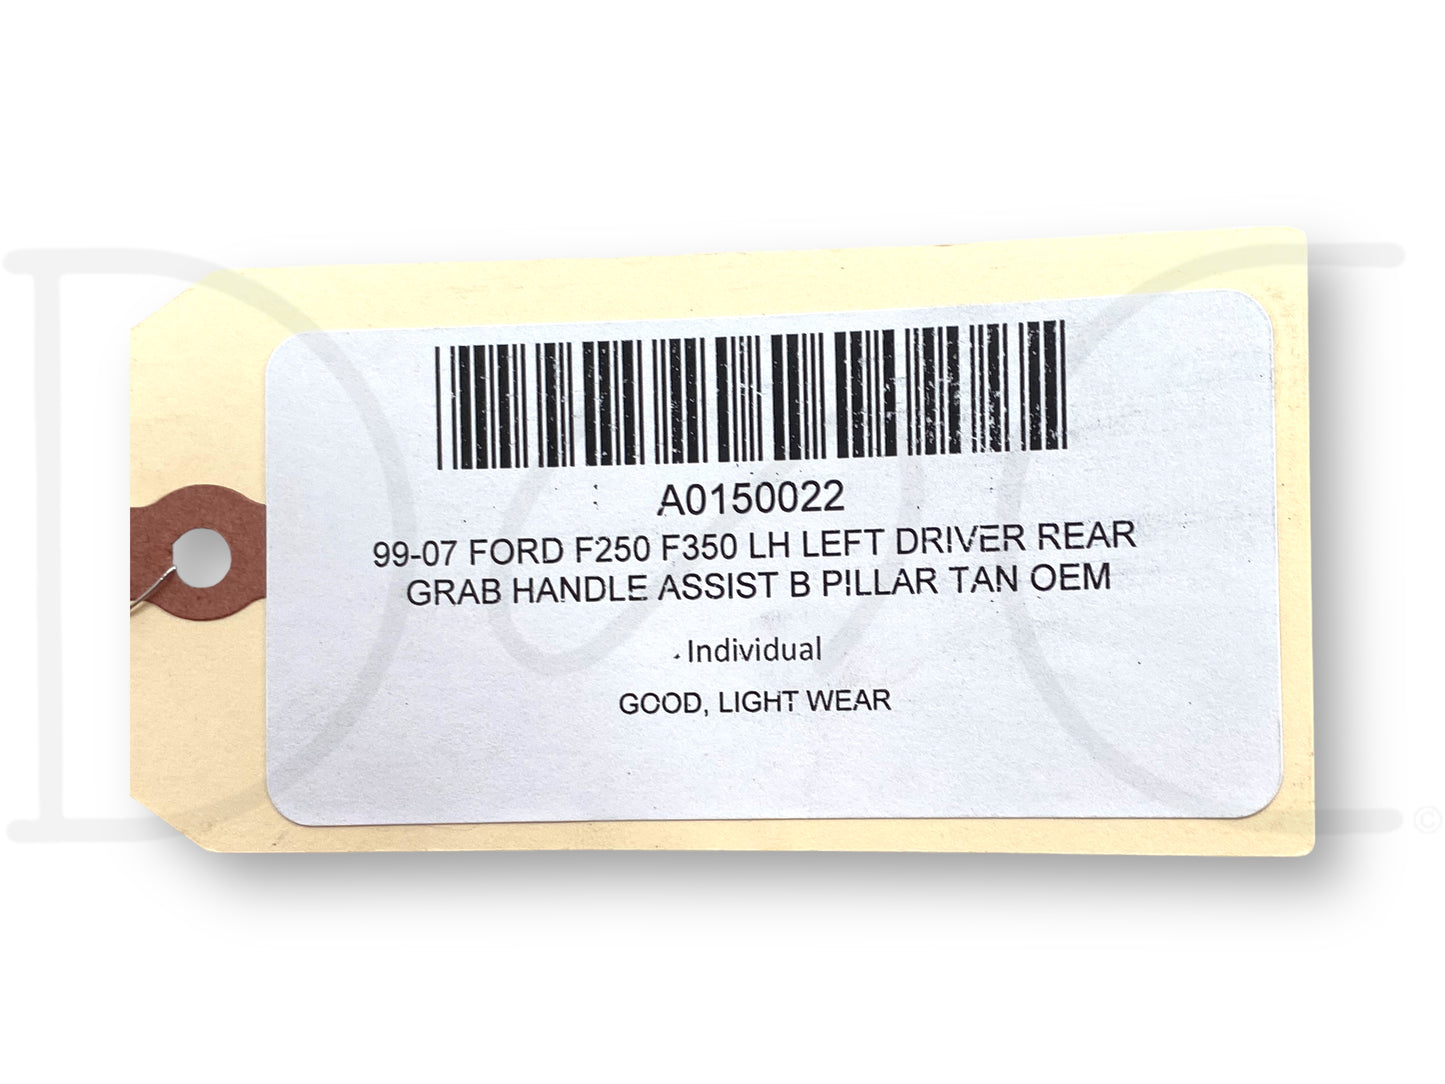 A0150022
99-07 FORD F250 F350 LH LEFT DRIVER REAR
GRAB HANDLE ASSIST B PILLAR TAN OEM
Individual
GOOD, LIGHT WEAR
©